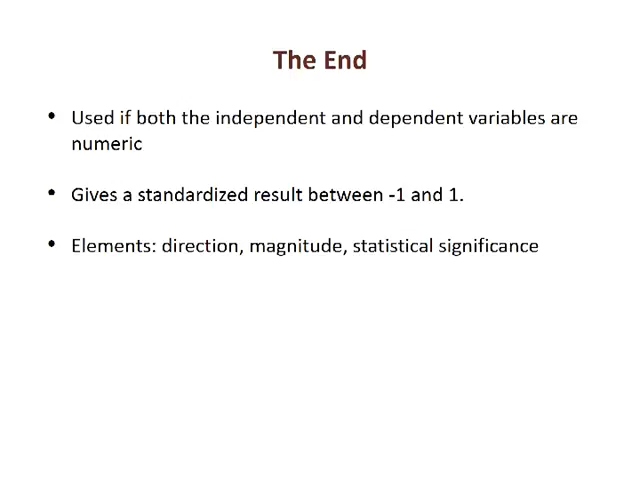 The End
• Used if both the independent and dependent variables are
numeric
• Gives a standardized result between -1 and 1.
• Elements: direction, magnitude, statistical significance